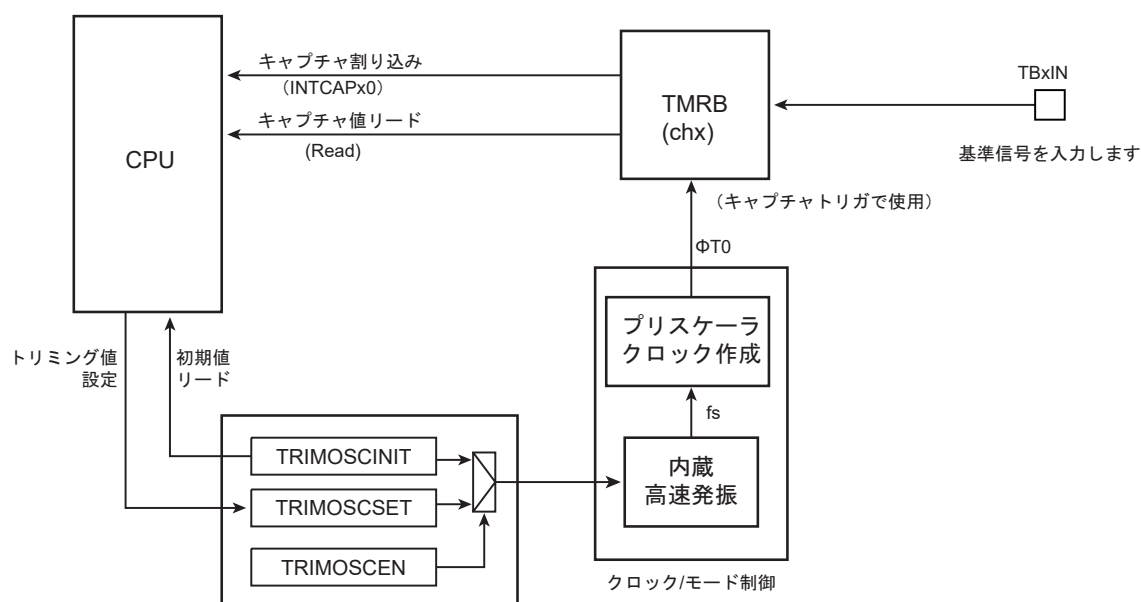 キャプチャ割り込み
(INTCAPx0)
キャプチャ値リード
(Read)
CPU
TMRB
(chx)
TBxIN
基準信号を入力します
(キャプチャトリガで使用)
ΦT0
プリスケーラ
クロック作成
fs
内蔵
高速発振
クロック/モード制御
トリミング値
設定
初期値
リード
TRIMOSCINIT
TRIMOSCSET
TRIMOSCEN